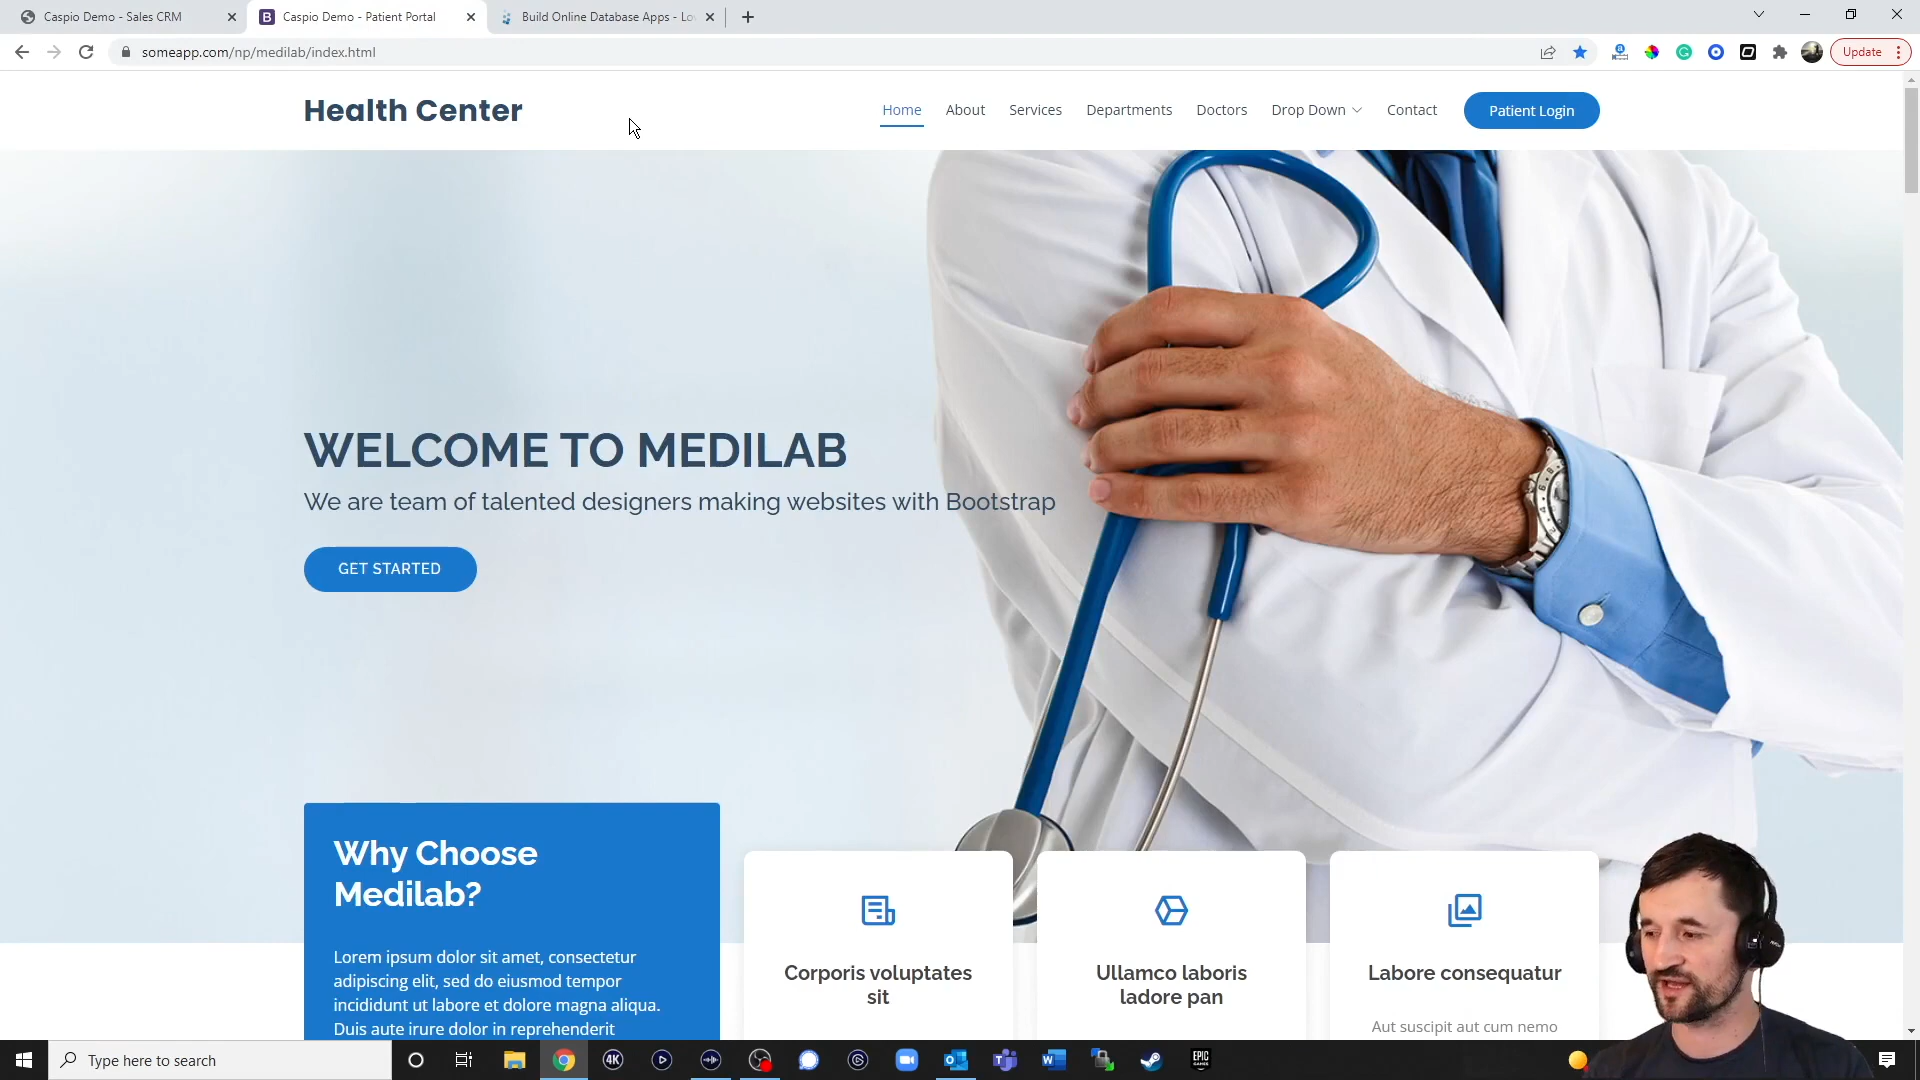 Caspio Demo - Sales CRM
Caspio Demo - Patient Portal
Build Online Database Apps - Lo
someapp.com/np/medilab/index.html
Update
Health Center
Home
About
Services
Departments
Doctors
Drop Down
Contact
Patient Login
WELCOME TO MEDILAB
We are team of talented designers making websites with Bootstrap
GET STARTED
Why Choose
Medilab?
Lorem ipsum dolor sit amet, consectetur
adipiscing elit, sed do eiusmod tempor
incididunt ut labore et dolore magna aliqua.
Duis aute irure dolor in reprehenderit
Corporis voluptates
sit
Ullamco laboris
ladore pan
Labore consequatur
Aut suscipit aut cum nemo
Type here to search
4K
EPIC
GAMES